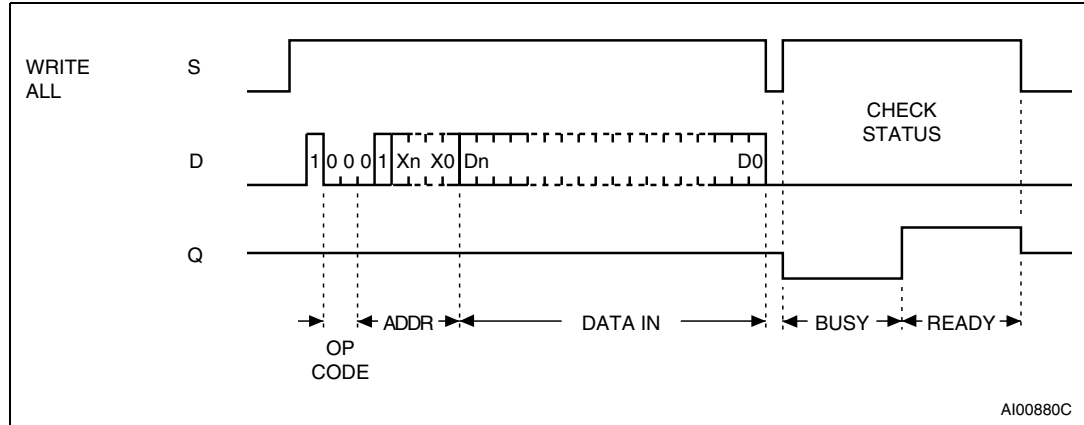 WRITE ALL
S
CHECK STATUS
D
1 0 0 0 1 Xn X0 Dn D0
Q
ADDR DATA IN BUSY READY
OP CODE
AI00880C